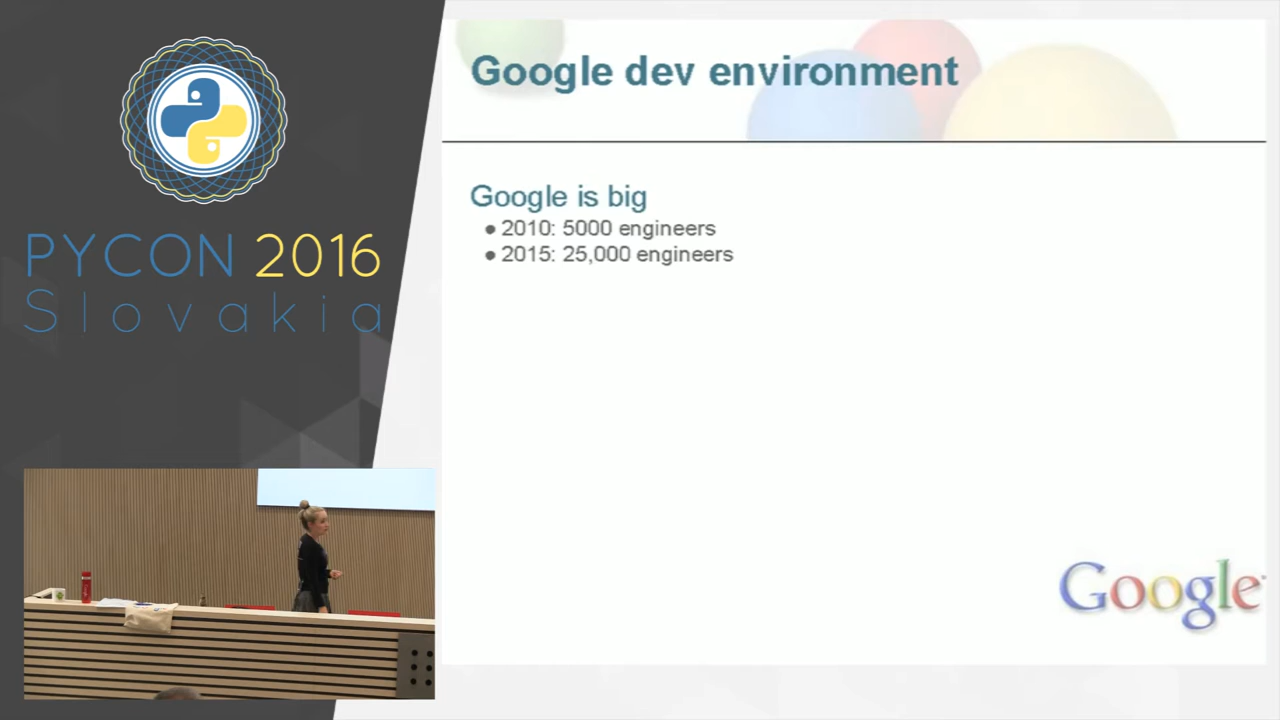 PYCON 2016
Slovakia
Google dev environment
Google is big
● 2010: 5000 engineers
● 2015: 25,000 engineers
Google